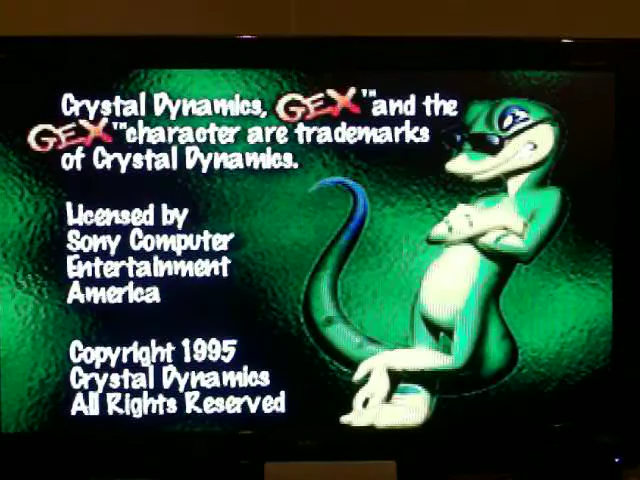 Crystal Dynamics, GEX™ and the
GEX™ character are trademarks
of Crystal Dynamics.
Licensed by
Sony Computer
Entertainment
America
Copyright 1995
Crystal Dynamics
All Rights Reserved